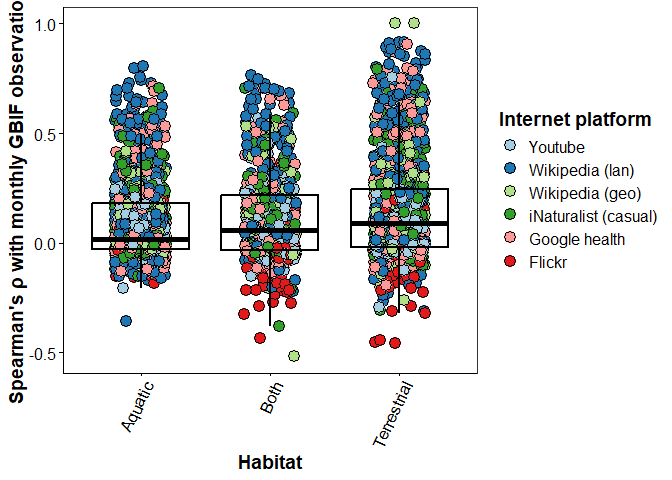 Spearman's ρ with monthly GBIF observatio
1.0
0.5
0.0
-0.5
Aquatic
Both
Terrestrial
Habitat
Internet platform
Youtube
Wikipedia (lan)
Wikipedia (geo)
iNaturalist (casual)
Google health
Flickr